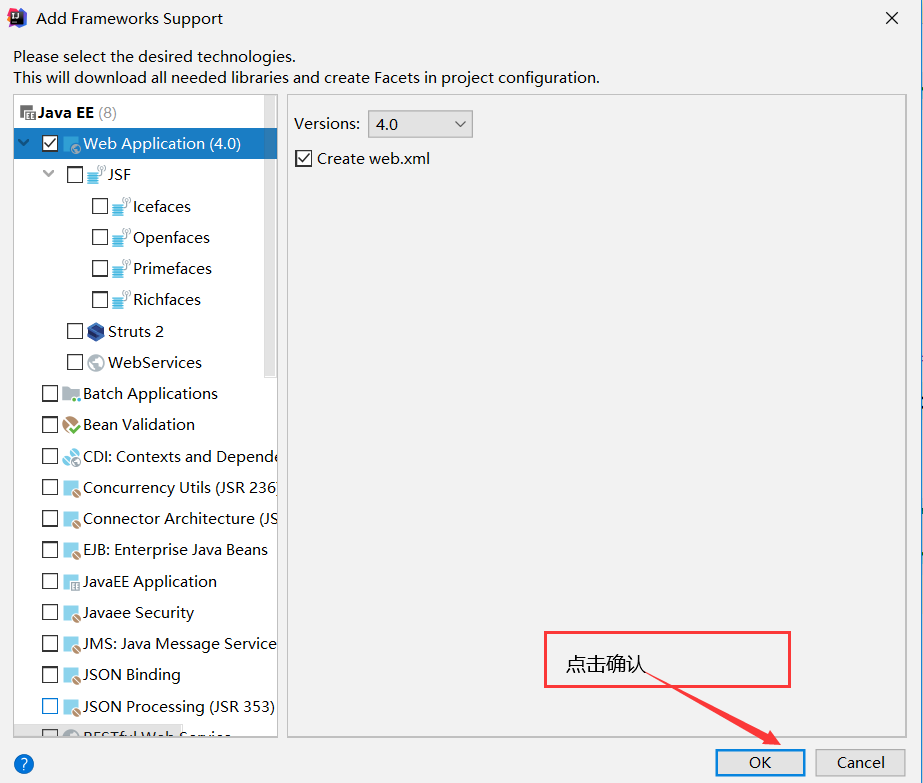 Add Frameworks Support
Please select the desired technologies.
This will download all needed libraries and create Facets in project configuration.
Java EE (8)
Web Application (4.0)
JSF
Icefaces
Openfaces
Primefaces
Richfaces
Struts 2
WebServices
Batch Applications
Bean Validation
CDI: Contexts and Depende
Concurrency Utils (JSR 236
Connector Architecture (JS
EJB: Enterprise Java Beans
JavaEE Application
Javaee Security
JMS: Java Message Service
JSON Binding
JSON Processing (JSR 353)
RESTful Web Service
Versions: 4.0
Create web.xml
点击确认
? OK Cancel